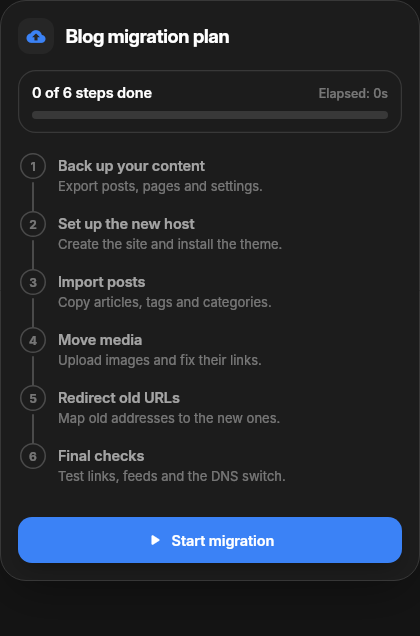 Blog migration plan
0 of 6 steps done Elapsed: 0s
1 Back up your content
Export posts, pages and settings.
2 Set up the new host
Create the site and install the theme.
3 Import posts
Copy articles, tags and categories.
4 Move media
Upload images and fix their links.
5 Redirect old URLs
Map old addresses to the new ones.
6 Final checks
Test links, feeds and the DNS switch.
Start migration